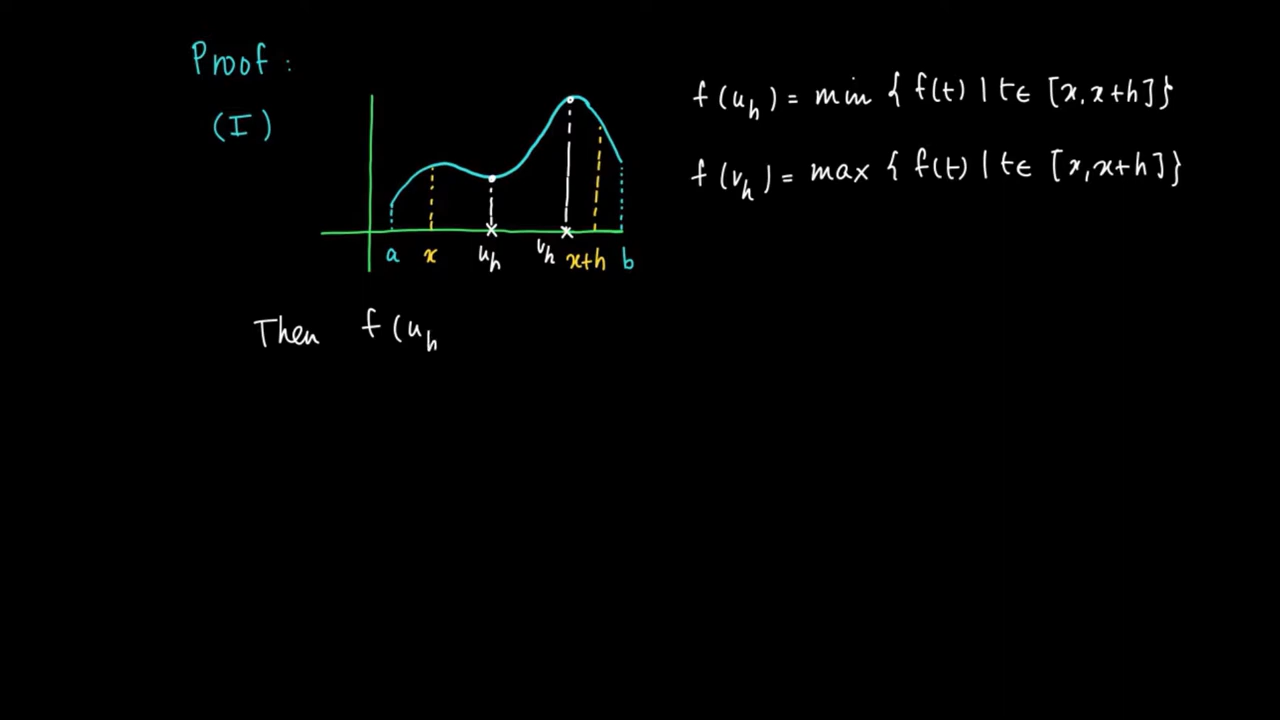 Proof :
(I)
f(u_h) = min { f(t) | t ∈ [x, x+h]}
f(v_h) = max { f(t) | t ∈ [x, x+h]}
a x u_h v_h x+h b
Then f(u_h